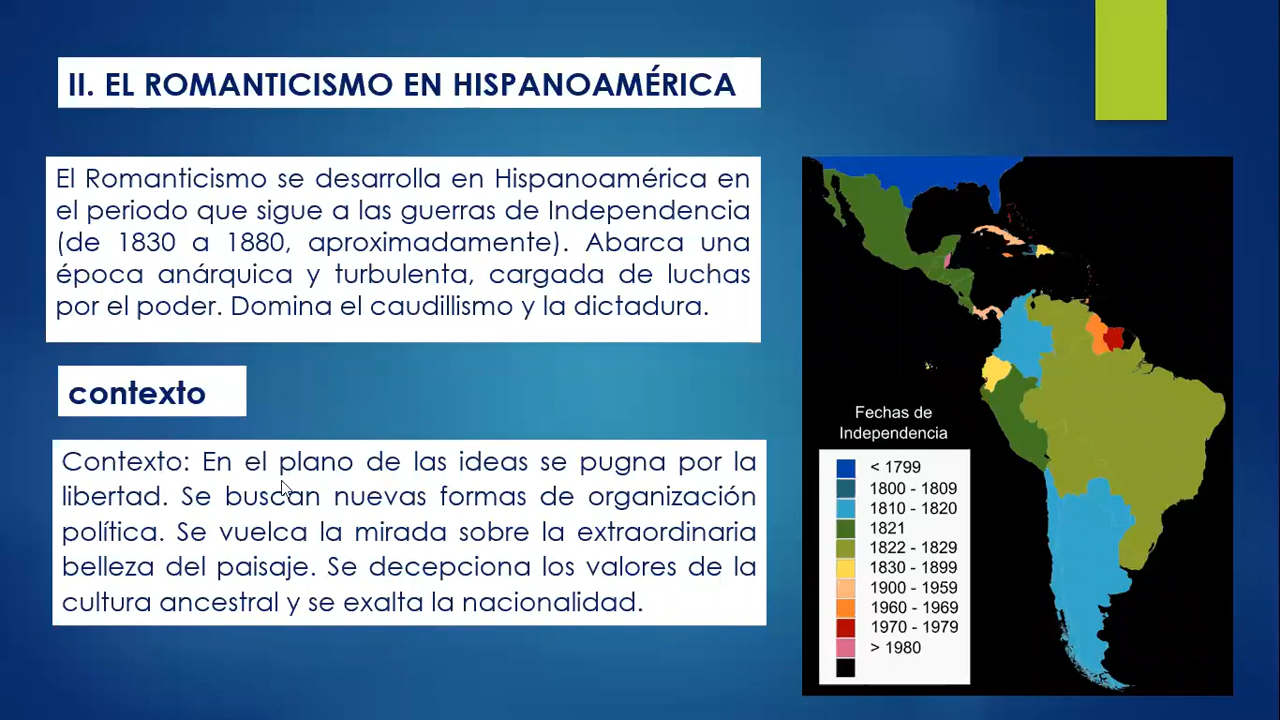 II. EL ROMANTICISMO EN HISPANOAMÉRICA
El Romanticismo se desarrolla en Hispanoamérica en
el periodo que sigue a las guerras de Independencia
(de 1830 a 1880, aproximadamente). Abarca una
época anárquica y turbulenta, cargada de luchas
por el poder. Domina el caudillismo y la dictadura.
contexto
Contexto: En el plano de las ideas se pugna por la
libertad. Se buscan nuevas formas de organización
política. Se vuelca la mirada sobre la extraordinaria
belleza del paisaje. Se decepciona los valores de la
cultura ancestral y se exalta la nacionalidad.
Fechas de
Independencia
< 1799
1800 - 1809
1810 - 1820
1821
1822 - 1829
1830 - 1899
1900 - 1959
1960 - 1969
1970 - 1979
> 1980